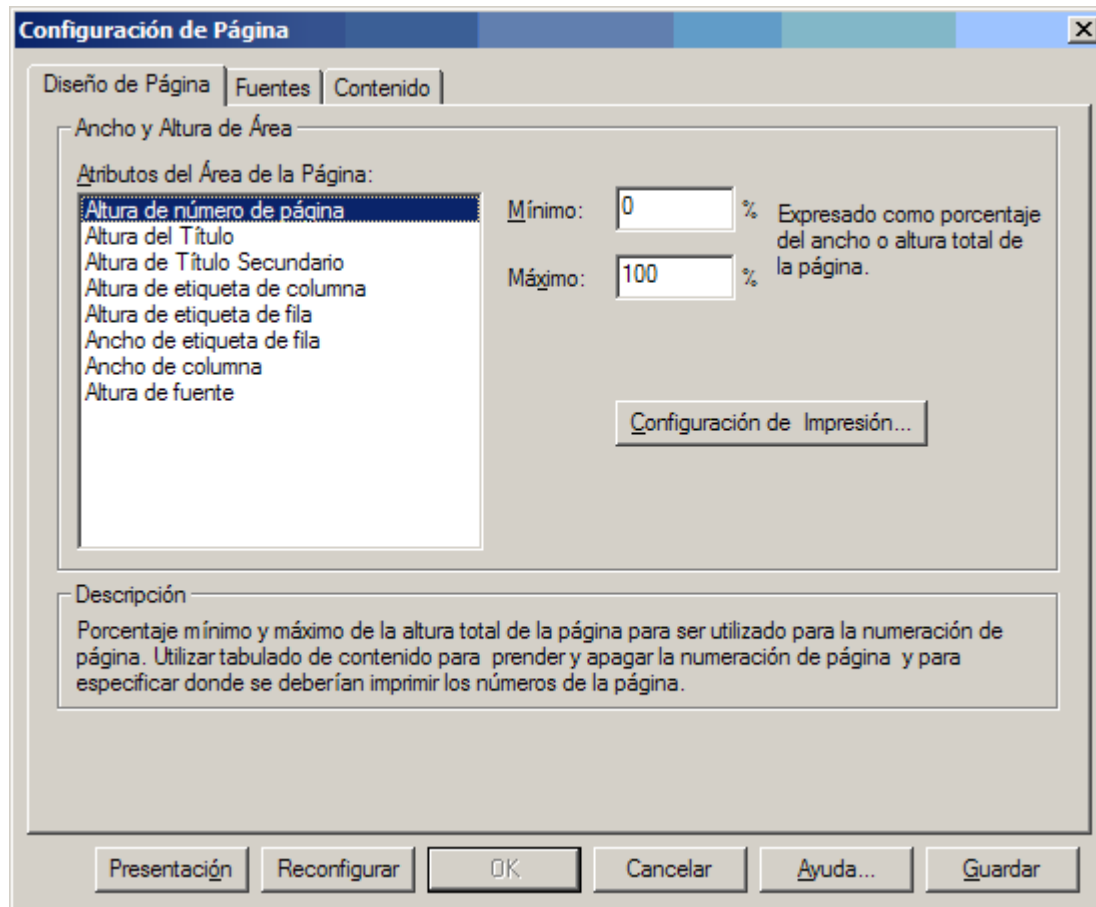 Configuración de Página
Diseño de Página
Fuentes
Contenido
Ancho y Altura de Área
Atributos del Área de la Página:
Altura de número de página
Altura del Título
Altura de Título Secundario
Altura de etiqueta de columna
Altura de etiqueta de fila
Ancho de etiqueta de fila
Ancho de columna
Altura de fuente
Mínimo: 0 %
Máximo: 100 %
Expresado como porcentaje
del ancho o altura total de
la página.
Configuración de Impresión...
Descripción
Porcentaje mínimo y máximo de la altura total de la página para ser utilizado para la numeración de
página. Utilizar tabulado de contenido para prender y apagar la numeración de página y para
especificar donde se deberían imprimir los números de la página.
Presentación
Reconfigurar
OK
Cancelar
Ayuda...
Guardar